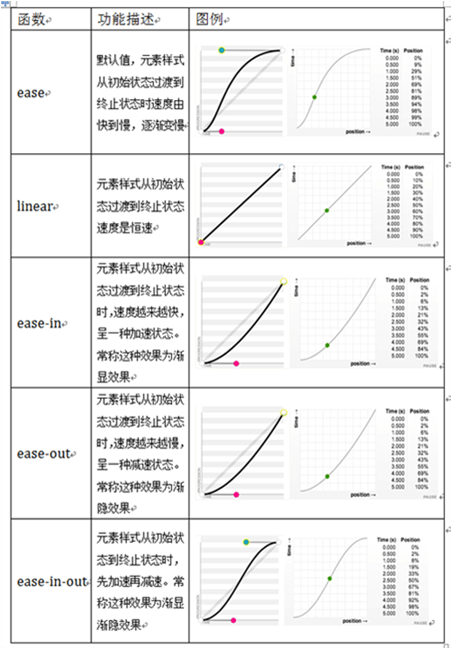 函数 功能描述 图例
ease
默认值，元素样式
从初始状态过渡到
终止状态时速度由
快到慢，逐渐变慢
time →
position →
Time (s) Position
0.000 0%
0.500 9%
1.000 29%
1.500 51%
2.000 69%
2.500 81%
3.000 89%
3.500 94%
4.000 98%
4.500 99%
5.000 100%
PAUSE
linear
元素样式从初始状
态过渡到终止状态
速度是恒速
time →
position →
Time (s) Position
0.000 0%
0.500 10%
1.000 20%
1.500 30%
2.000 40%
2.500 50%
3.000 60%
3.500 70%
4.000 80%
4.500 90%
5.000 100%
PAUSE
ease-in
元素样式从初始状
态过渡到终止状态
时，速度越来越快，
呈一种加速状态。
常称这种效果为渐
显效果
time →
position →
Time (s) Position
0.000 0%
0.500 2%
1.000 6%
1.500 13%
2.000 21%
2.500 32%
3.000 43%
3.500 55%
4.000 69%
4.500 84%
5.000 100%
PAUSE
ease-out
元素样式从初始状
态过渡到终止状态
时，速度越来越慢，
呈一种减速状态。
常称这种效果为渐
隐效果
time →
position →
Time (s) Position
0.000 0%
0.500 2%
1.000 6%
1.500 13%
2.000 21%
2.500 32%
3.000 43%
3.500 55%
4.000 69%
4.500 84%
5.000 100%
PAUSE
ease-in-out
元素样式从初始状
态到终止状态时，
先加速再减速。常
称这种效果为渐显
渐隐效果
time →
position →
Time (s) Position
0.000 0%
0.500 2%
1.000 8%
1.500 19%
2.000 33%
2.500 50%
3.000 67%
3.500 81%
4.000 92%
4.500 98%
5.000 100%
PAUSE